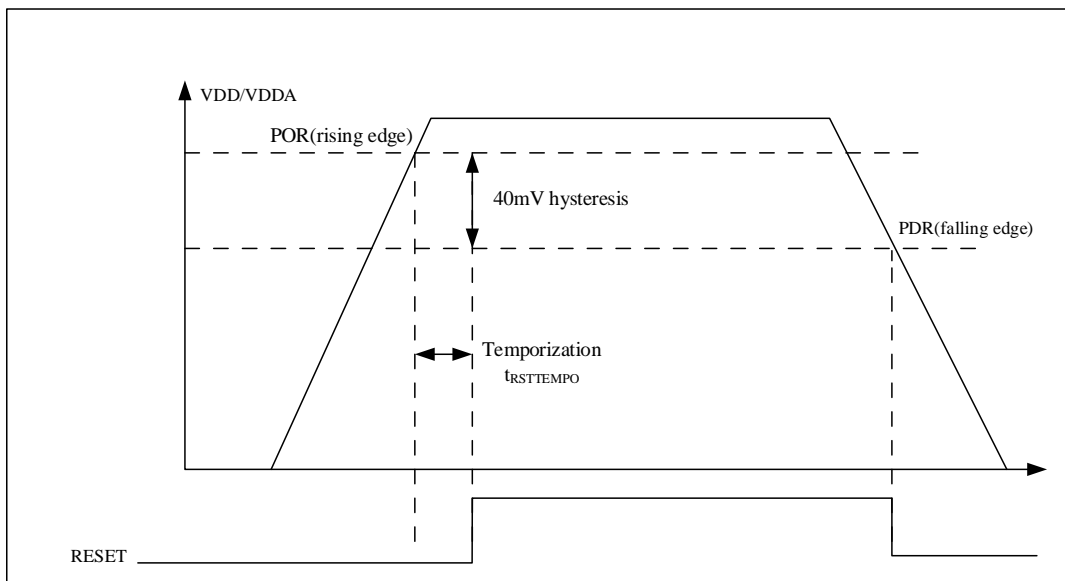 VDD/VDDA
POR(rising edge)
40mV hysteresis
PDR(falling edge)
Temporization
tRSTTEMPO
RESET